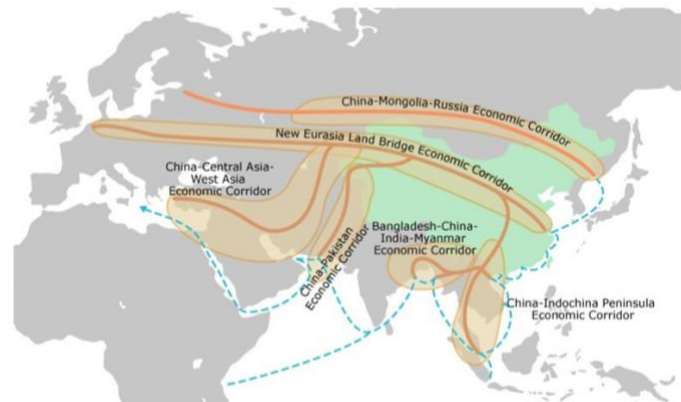 China-Mongolia-Russia Economic Corridor
New Eurasia Land Bridge Economic Corridor
China-Central Asia-
West Asia
Economic Corridor
China-Pakistan
Economic Corridor
Bangladesh-China-
India-Myanmar
Economic Corridor
China-Indochina Peninsula
Economic Corridor